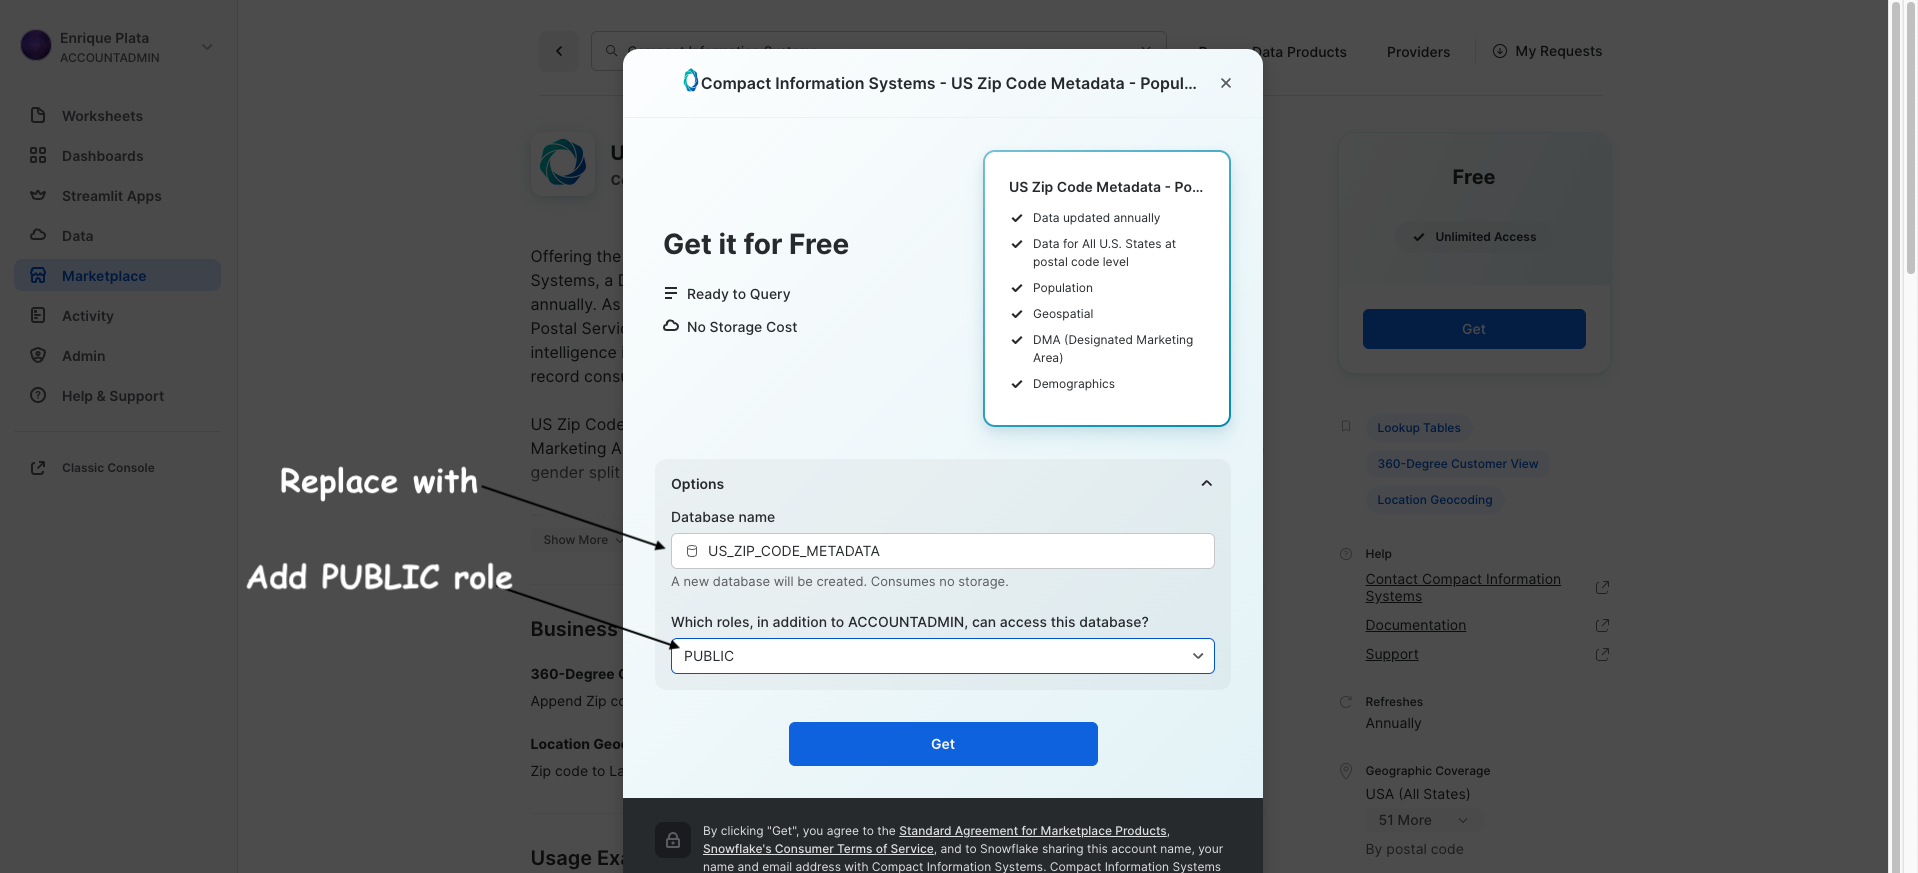 Enrique Plata
ACCOUNTADMIN
Worksheets
Dashboards
Streamlit Apps
Data
Marketplace
Activity
Admin
Help & Support
Classic Console
Data Products
Providers
My Requests
Offering the
Systems, a
annually. As
Postal Servi
intelligence
record cons
US Zip Code
Marketing A
gender split
Show More
Business
360-Degree
Append Zip co
Location Geo
Zip code to La
Usage Exa
Compact Information Systems - US Zip Code Metadata - Popul...
Get it for Free
Ready to Query
No Storage Cost
US Zip Code Metadata - Po...
Data updated annually
Data for All U.S. States at
postal code level
Population
Geospatial
DMA (Designated Marketing
Area)
Demographics
Replace with
Add PUBLIC role
Options
Database name
US_ZIP_CODE_METADATA
A new database will be created. Consumes no storage.
Which roles, in addition to ACCOUNTADMIN, can access this database?
PUBLIC
Get
By clicking "Get", you agree to the Standard Agreement for Marketplace Products,
Snowflake's Consumer Terms of Service, and to Snowflake sharing this account name, your
name and email address with Compact Information Systems. Compact Information Systems
Free
Unlimited Access
Get
Lookup Tables
360-Degree Customer View
Location Geocoding
Help
Contact Compact Information
Systems
Documentation
Support
Refreshes
Annually
Geographic Coverage
USA (All States)
51 More
By postal code